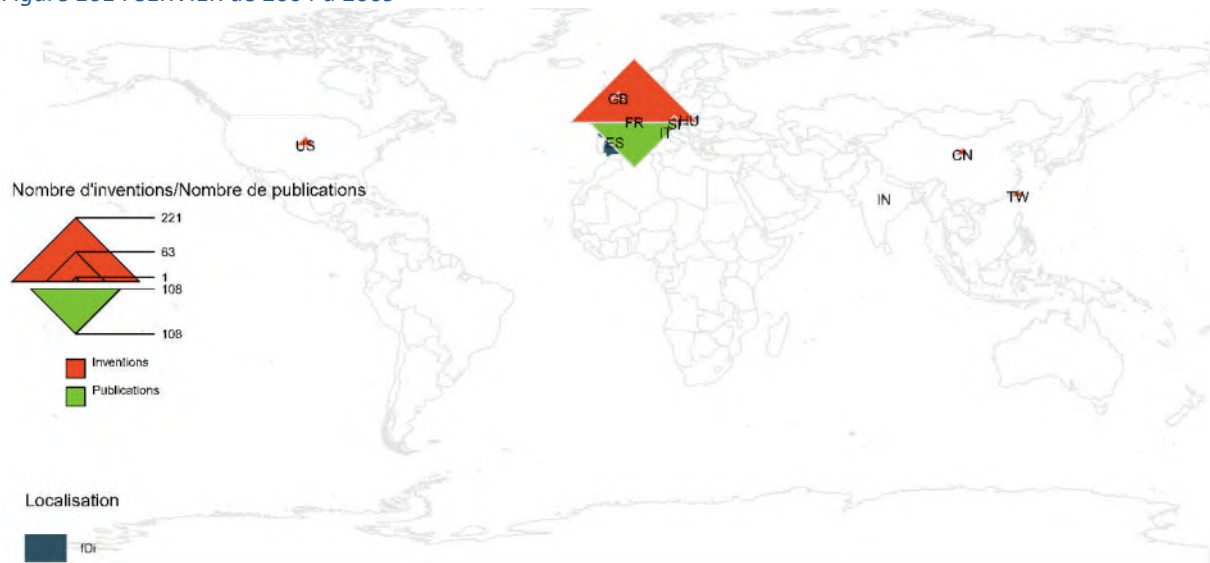 GB
HU
FR
SI
IT
ES
US
CN
IN
TW
Nombre d'inventions/Nombre de publications
221
63
1
108
108
Inventions
Publications
Localisation
fDi